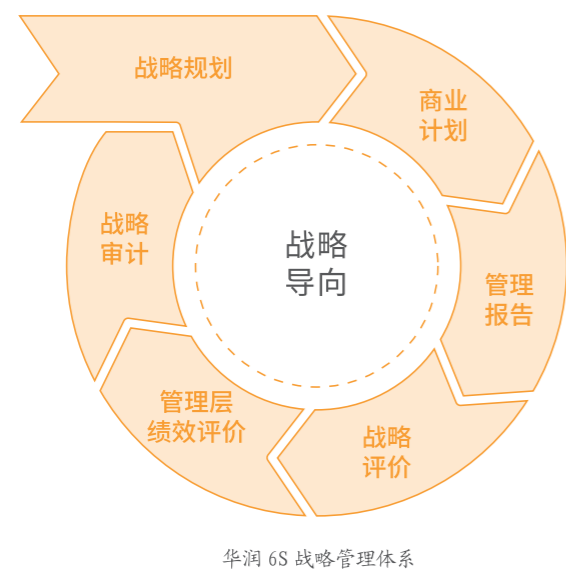 战略规划
商业
计划
管理
报告
战略
评价
管理层
绩效评价
战略
审计
战略
导向
华润 6S 战略管理体系